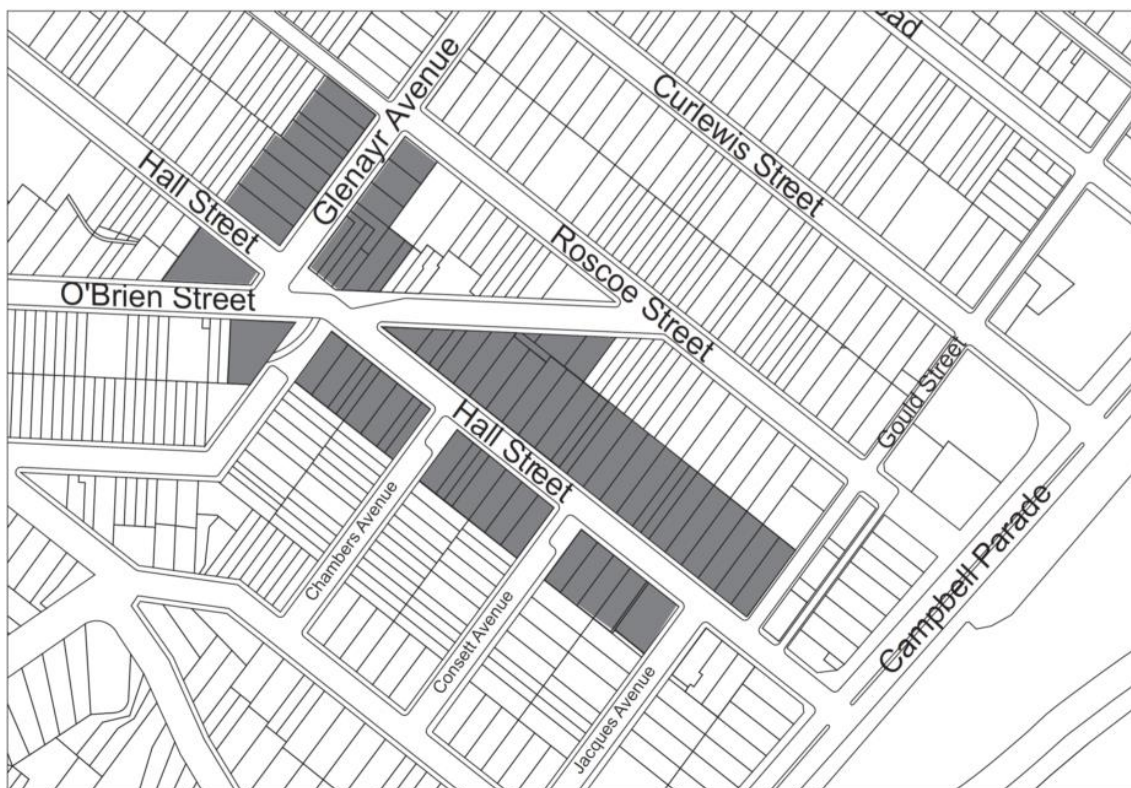 oad
Glenayr Avenue
Curlewis Street
Hall Street
O'Brien Street
Roscoe Street
Gould Street
Hall Street
Campbell Parade
Chambers Avenue
Consett Avenue
Jacques Avenue